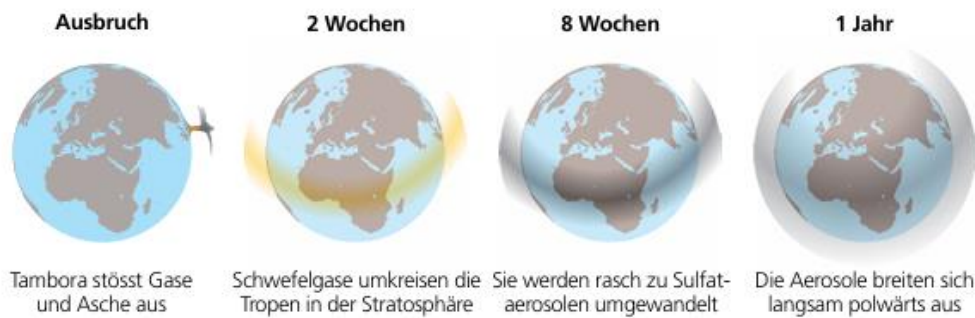 Ausbruch
2 Wochen
8 Wochen
1 Jahr
Tambora stösst Gase
und Asche aus
Schwefelgase umkreisen die
Tropen in der Stratosphäre
Sie werden rasch zu Sulfat-
aerosolen umgewandelt
Die Aerosole breiten sich
langsam polwärts aus